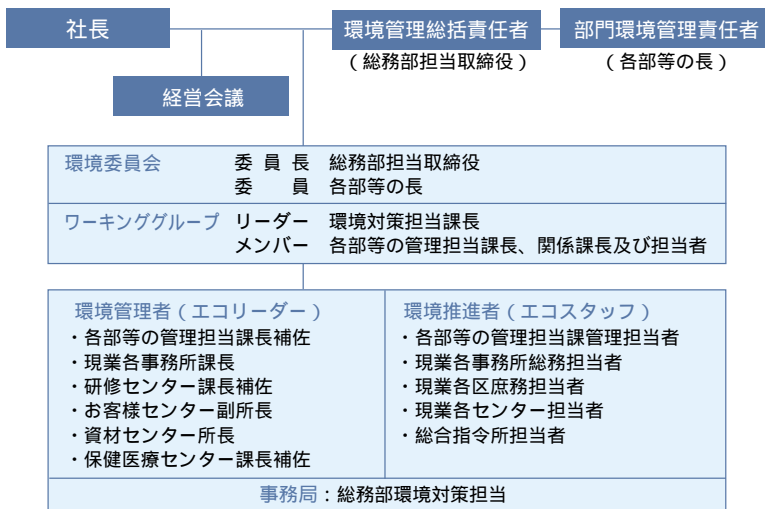 社長
環境管理総括責任者
部門環境管理責任者
（総務部担当取締役）
（各部等の長）
経営会議
環境委員会 委員長 総務部担当取締役
委員 各部等の長
ワーキンググループ リーダー 環境対策担当課長
メンバー 各部等の管理担当課長、関係課長及び担当者
環境管理者（エコリーダー）
・各部等の管理担当課長補佐
・現業各事務所課長
・研修センター課長補佐
・お客様センター副所長
・資材センター所長
・保健医療センター課長補佐
環境推進者（エコスタッフ）
・各部等の管理担当課管理担当者
・現業各事務所総務担当者
・現業各区庶務担当者
・現業各センター担当者
・総合指令所担当者
事務局：総務部環境対策担当